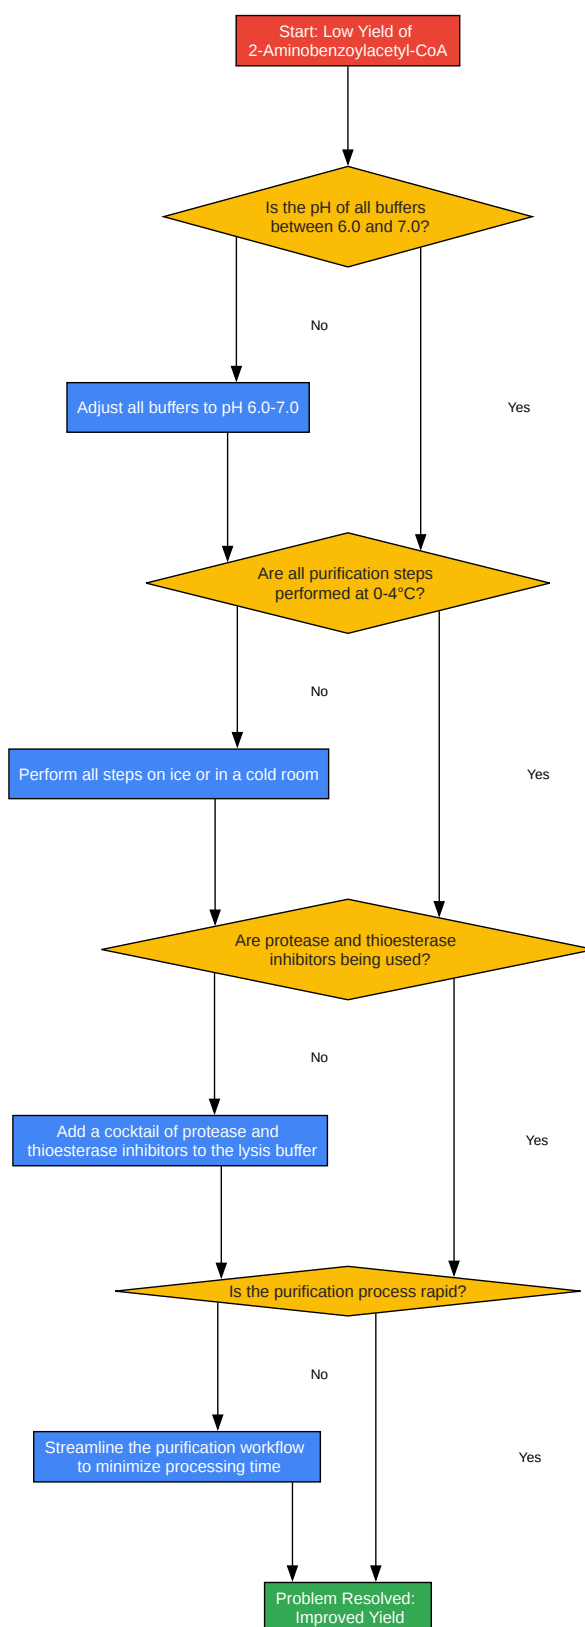 Start: Low Yield of
2-Aminobenzoylacetyl-CoA
Is the pH of all buffers
between 6.0 and 7.0?
No
Adjust all buffers to pH 6.0-7.0
Yes
Are all purification steps
performed at 0-4°C?
No
Perform all steps on ice or in a cold room
Yes
Are protease and thioesterase
inhibitors being used?
No
Add a cocktail of protease and
thioesterase inhibitors to the lysis buffer
Yes
Is the purification process rapid?
No
Streamline the purification workflow
to minimize processing time
Yes
Problem Resolved:
Improved Yield